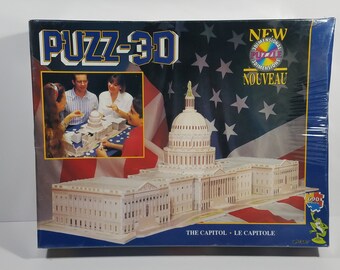 PUZZ-3D
NEW
NOUVEAU
THE CAPITOL • LE CAPITOLE